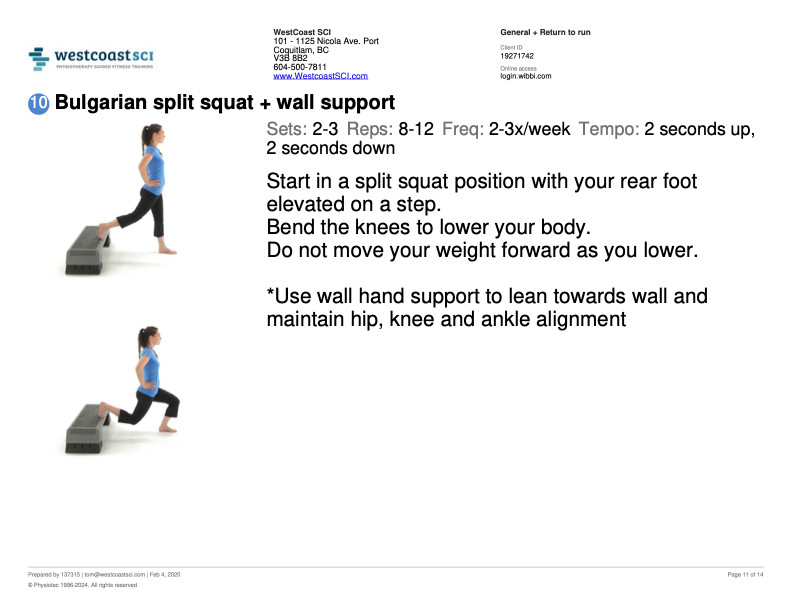 westcoast SCI
PHYSIOTHERAPY GUIDED FITNESS TRAINING
WestCoast SCI
101 - 1125 Nicola Ave. Port
Coquitlam, BC
V3B 8B2
604-500-7811
www.WestcoastSCI.com
General + Return to run
Client ID
19271742
Online access
login.wibbi.com
10 Bulgarian split squat + wall support
Sets: 2-3 Reps: 8-12 Freq: 2-3x/week Tempo: 2 seconds up,
2 seconds down
Start in a split squat position with your rear foot
elevated on a step.
Bend the knees to lower your body.
Do not move your weight forward as you lower.
*Use wall hand support to lean towards wall and
maintain hip, knee and ankle alignment
Prepared by 137315 | tom@westcoastsci.com | Feb 4, 2020
Page 11 of 14
© Physiotec 1996-2024. All rights reserved